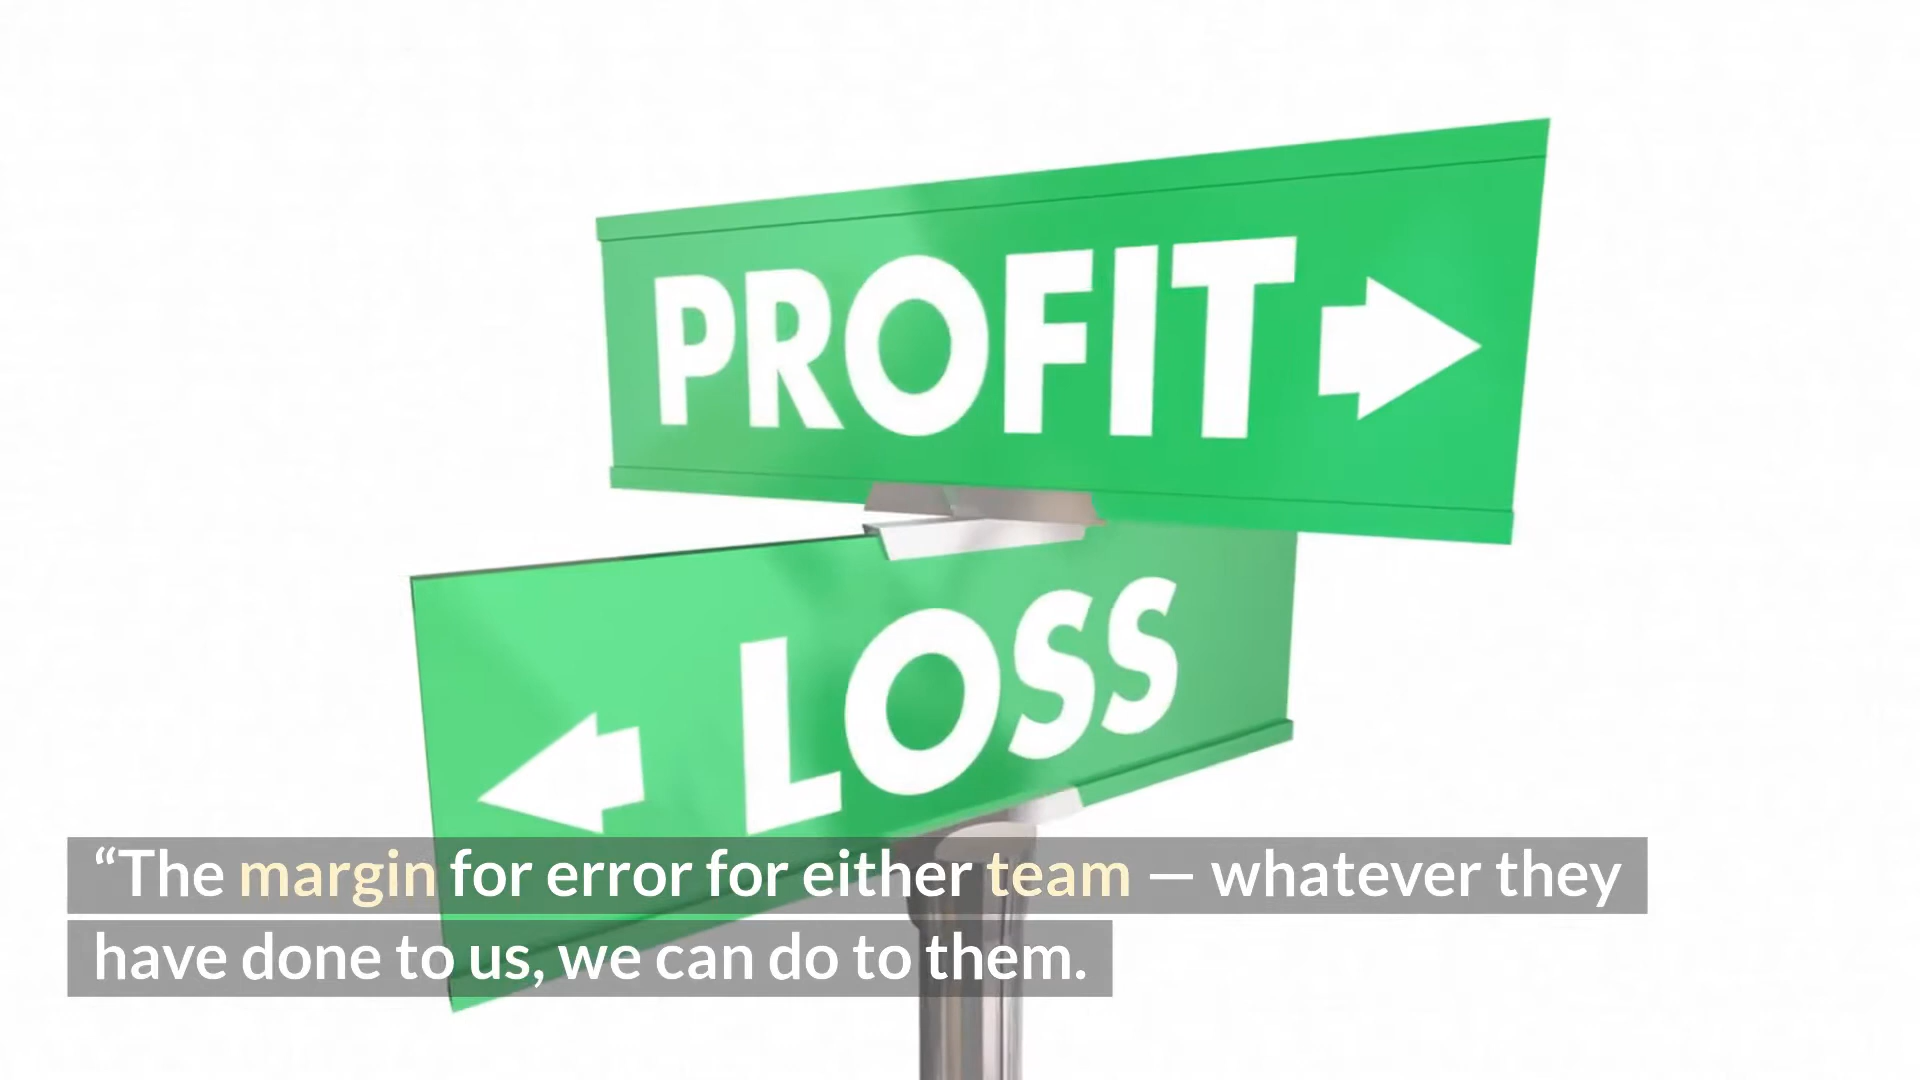 PROFIT
LOSS
“The margin for error for either team — whatever they
have done to us, we can do to them.